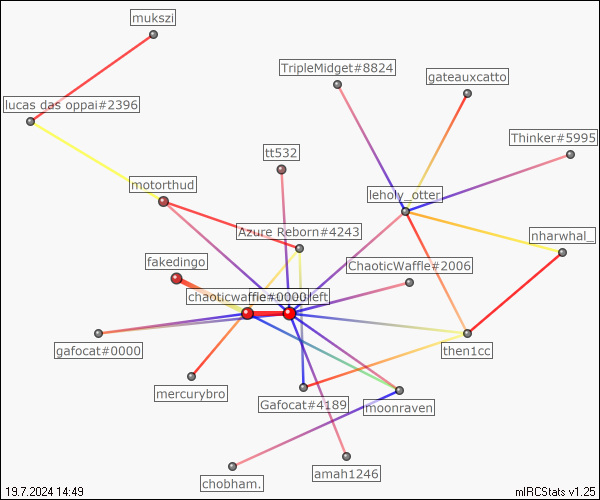 mukszi
TripleMidget#8824
gateauxcatto
lucas das oppai#2396
Thinker#5995
tt532
motorthud
leholy_otter
Azure Reborn#4243
nharwhal_
fakedingo
ChaoticWaffle#2006
chaoticwaffle#0000
left
gafocat#0000
then1cc
mercurybro
Gafocat#4189
moonraven
chobham.
amah1246
19.7.2024 14:49
mIRCStats v1.25